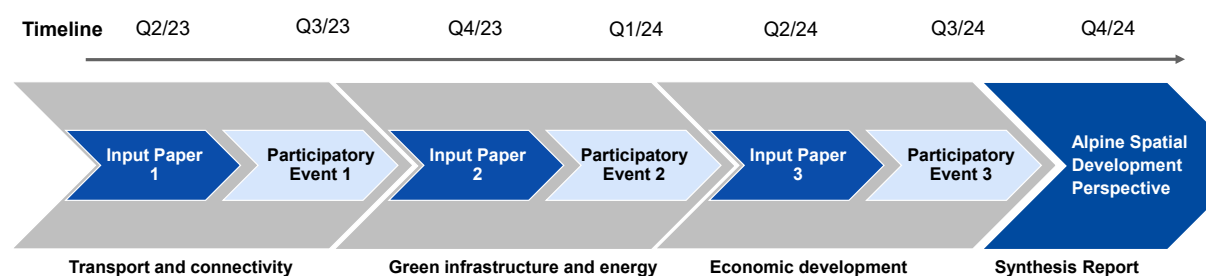 Timeline Q2/23 Q3/23 Q4/23 Q1/24 Q2/24 Q3/24 Q4/24
Input Paper
1
Participatory
Event 1
Input Paper
2
Participatory
Event 2
Input Paper
3
Participatory
Event 3
Alpine Spatial
Development
Perspective
Transport and connectivity
Green infrastructure and energy
Economic development
Synthesis Report